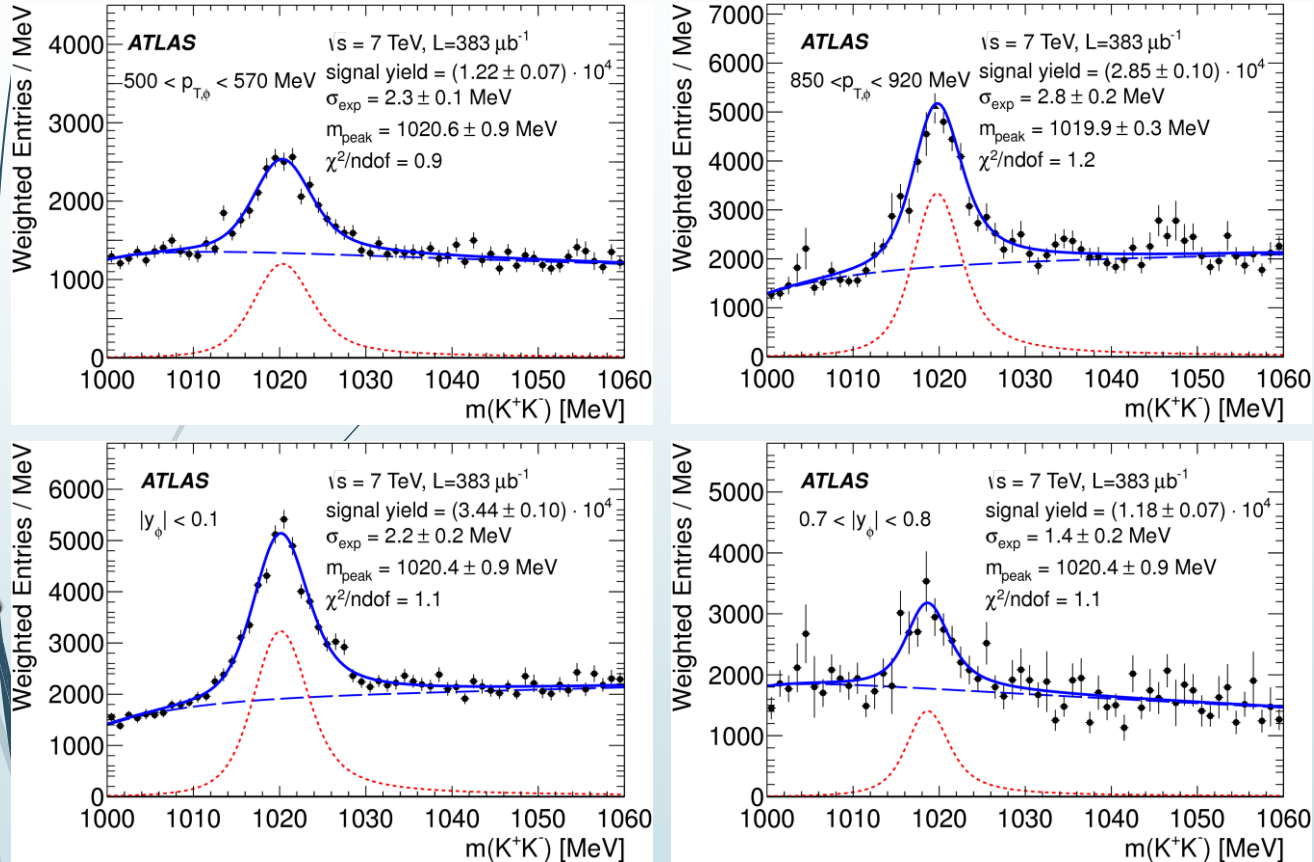 Weighted Entries / MeV
4000
3000
2000
1000
0
ATLAS
500 < p_{T,ϕ} < 570 MeV
√s = 7 TeV, L=383 μb⁻¹
signal yield = (1.22 ± 0.07) · 10⁴
σ_exp = 2.3 ± 0.1 MeV
m_peak = 1020.6 ± 0.9 MeV
χ²/ndof = 0.9
1000 1010 1020 1030 1040 1050 1060
m(K⁺K⁻) [MeV]
Weighted Entries / MeV
7000
6000
5000
4000
3000
2000
1000
0
ATLAS
850 <p_{T,ϕ}< 920 MeV
√s = 7 TeV, L=383 μb⁻¹
signal yield = (2.85 ± 0.10) · 10⁴
σ_exp = 2.8 ± 0.2 MeV
m_peak = 1019.9 ± 0.3 MeV
χ²/ndof = 1.2
1000 1010 1020 1030 1040 1050 1060
m(K⁺K⁻) [MeV]
Weighted Entries / MeV
6000
5000
4000
3000
2000
1000
0
ATLAS
|y_ϕ| < 0.1
√s = 7 TeV, L=383 μb⁻¹
signal yield = (3.44 ± 0.10) · 10⁴
σ_exp = 2.2 ± 0.2 MeV
m_peak = 1020.4 ± 0.9 MeV
χ²/ndof = 1.1
1000 1010 1020 1030 1040 1050 1060
m(K⁺K⁻) [MeV]
Weighted Entries / MeV
5000
4000
3000
2000
1000
0
ATLAS
0.7 < |y_ϕ| < 0.8
√s = 7 TeV, L=383 μb⁻¹
signal yield = (1.18 ± 0.07) · 10⁴
σ_exp = 1.4 ± 0.2 MeV
m_peak = 1020.4 ± 0.9 MeV
χ²/ndof = 1.1
1000 1010 1020 1030 1040 1050 1060
m(K⁺K⁻) [MeV]